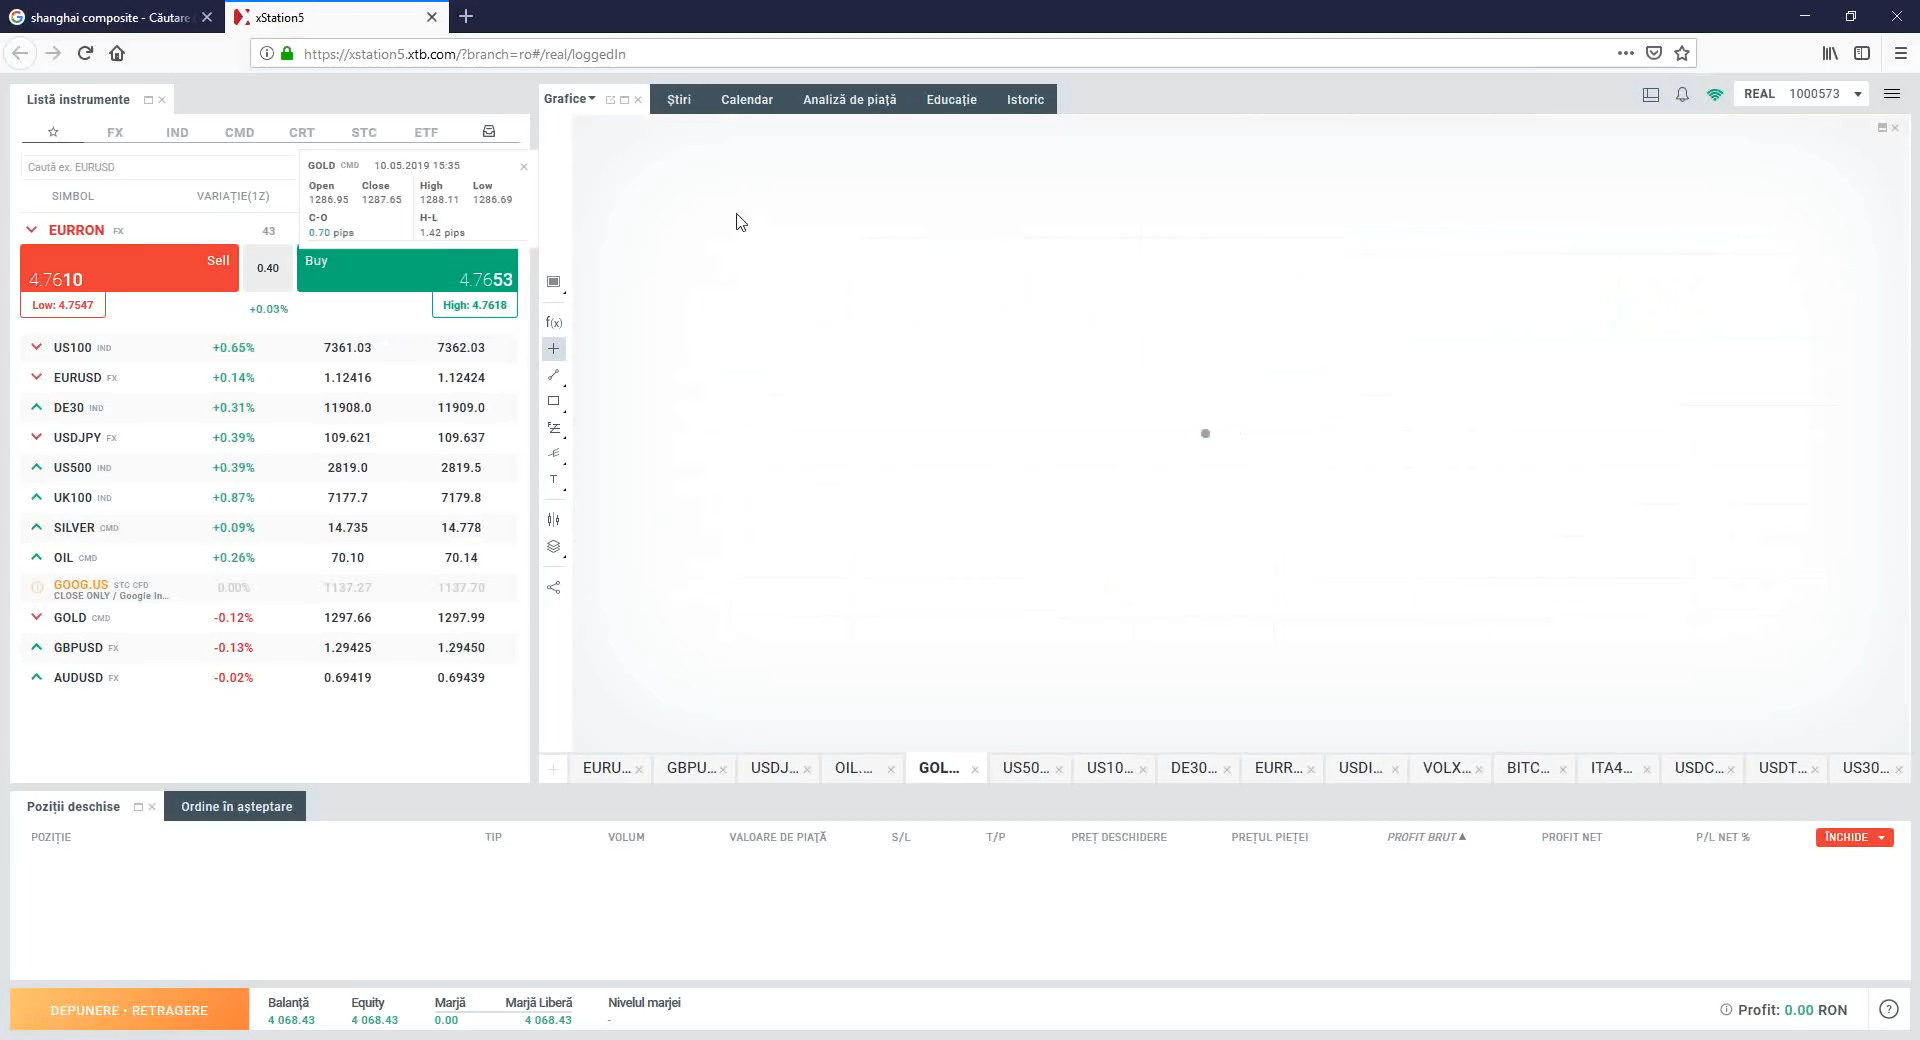 shanghai composite - Căutare
xStation5
https://xstation5.xtb.com/?branch=ro#/real/loggedIn
Listă instrumente
Grafice
Știri
Calendar
Analiză de piață
Educație
Istoric
REAL 1000573
FX IND CMD CRT STC ETF
Caută ex. EURUSD
SIMBOL VARIAȚIE(1Z)
GOLD CMD 10.05.2019 15:35
Open Close High Low
1286.95 1287.65 1288.11 1286.69
C-O H-L
0.70 pips 1.42 pips
EURRON FX 43
Sell 4.7610
0.40
Buy 4.7653
Low: 4.7547
+0.03%
High: 4.7618
US100 IND +0.65% 7361.03 7362.03
EURUSD FX +0.14% 1.12416 1.12424
DE30 IND +0.31% 11908.0 11909.0
USDJPY FX +0.39% 109.621 109.637
US500 IND +0.39% 2819.0 2819.5
UK100 IND +0.87% 7177.7 7179.8
SILVER CMD +0.09% 14.735 14.778
OIL CMD +0.26% 70.10 70.14
GOOG.US STC CFD 0.00% 1137.27 1137.70
CLOSE ONLY / Google In...
GOLD CMD -0.12% 1297.66 1297.99
GBPUSD FX -0.13% 1.29425 1.29450
AUDUSD FX -0.02% 0.69419 0.69439
f(x)
T
EURU... GBPU... USDJ... OIL.... GOL... US50... US10... DE30... EURR... USDI... VOLX... BITC... ITA4... USDC... USDT... US30...
Poziții deschise
Ordine în așteptare
POZIȚIE TIP VOLUM VALOARE DE PIAȚĂ S/L T/P PREȚ DESCHIDERE PREȚUL PIEȚEI PROFIT BRUT PROFIT NET P/L NET % ÎNCHIDE
DEPUNERE • RETRAGERE
Balanță Equity Marjă Marjă Liberă Nivelul marjei
4 068.43 4 068.43 0.00 4 068.43 -
Profit: 0.00 RON
?